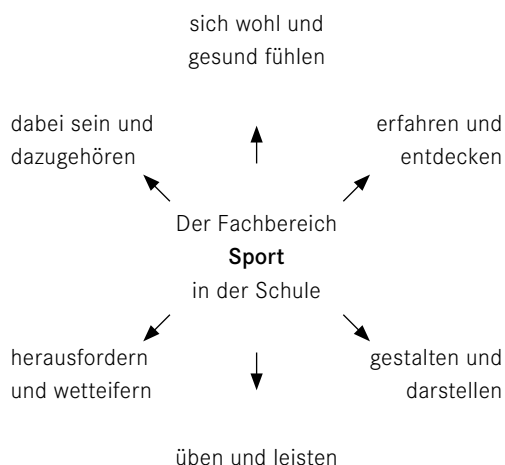 sich wohl und
gesund fühlen
dabei sein und
dazugehören
erfahren und
entdecken
Der Fachbereich
Sport
in der Schule
herausfordern
und wetteifern
gestalten und
darstellen
üben und leisten